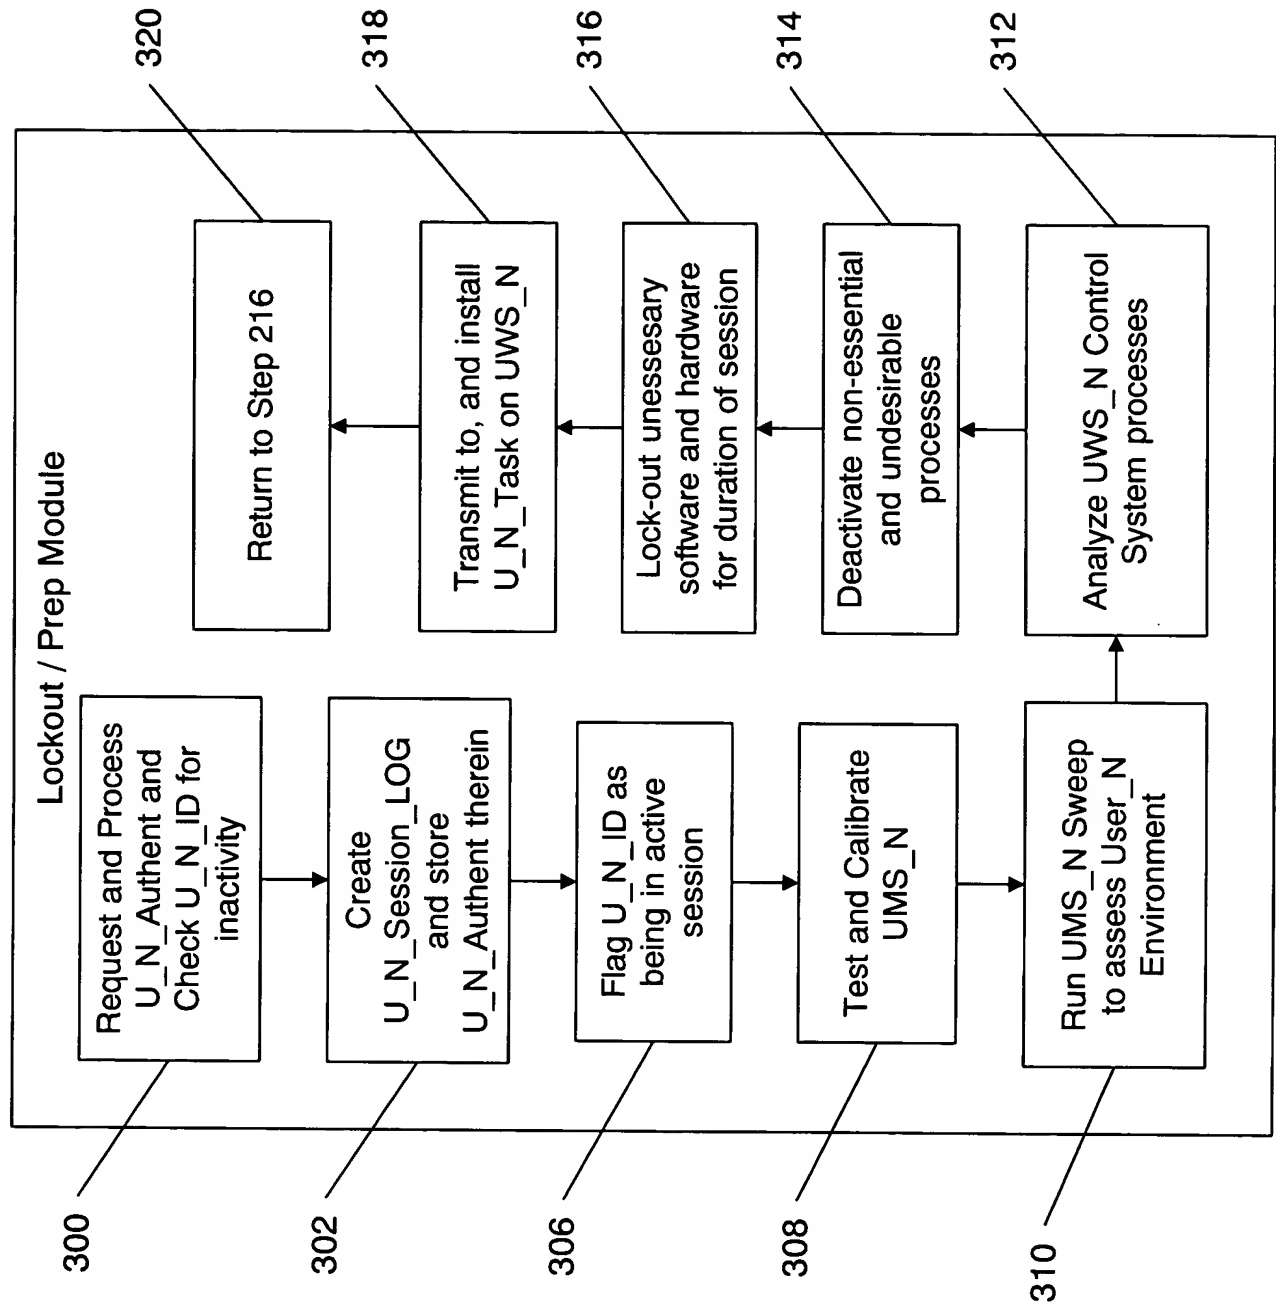 Lockout / Prep Module
300
Request and Process
U_N_Authent and
Check U_N_ID for
inactivity
302
Create
U_N_Session_LOG
and store
U_N_Authent therein
306
Flag U_N_ID as
being in active
session
308
Test and Calibrate
UMS_N
310
Run UMS_N Sweep
to assess User_N
Environment
312
Analyze UWS_N Control
System processes
314
Deactivate non-essential
and undesirable
processes
316
Lock-out unessesary
software and hardware
for duration of session
318
Transmit to, and install
U_N_Task on UWS_N
320
Return to Step 216